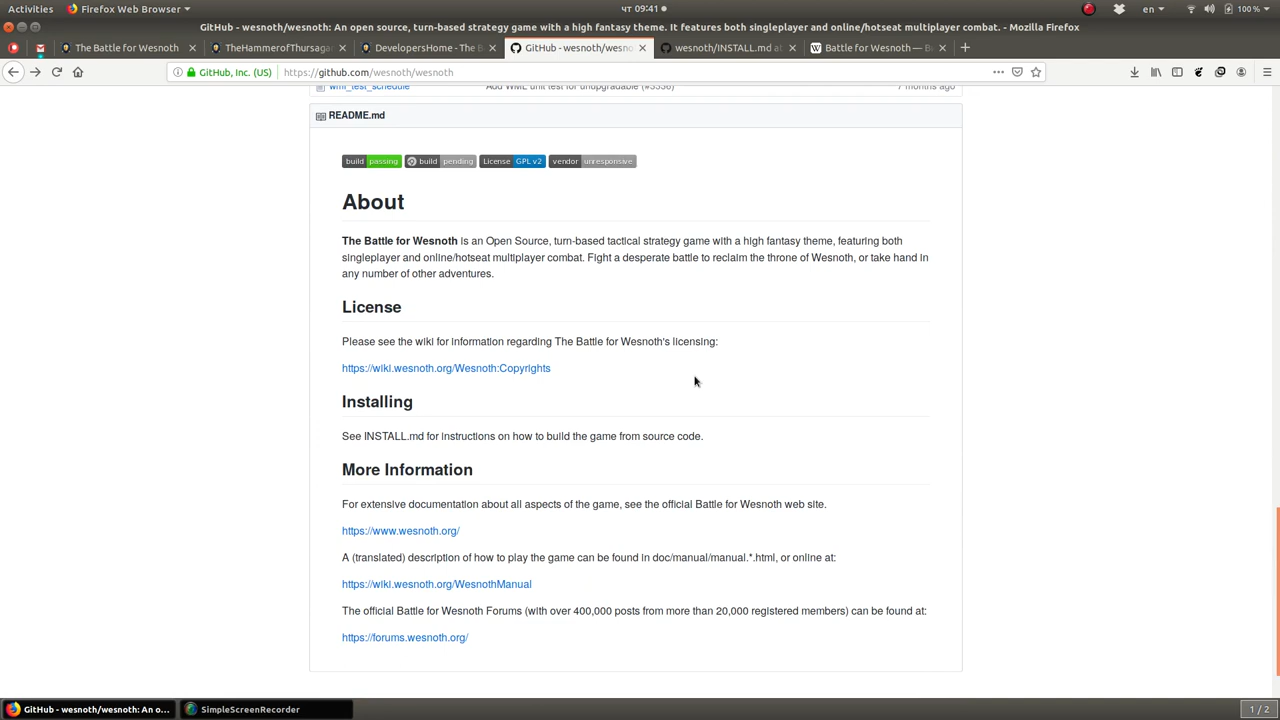 Activities Firefox Web Browser чт 09:41 en 100 %
GitHub - wesnoth/wesnoth: An open source, turn-based strategy game with a high fantasy theme. It features both singleplayer and online/hotseat multiplayer combat. - Mozilla Firefox
The Battle for Wesnoth TheHammerofThursaga DevelopersHome - The B GitHub - wesnoth/wesno wesnoth/INSTALL.md at Battle for Wesnoth — В
GitHub, Inc. (US) https://github.com/wesnoth/wesnoth
wml_test_schedule Add WML unit test for unupgradable (#3356) 7 months ago
README.md
build passing build pending License GPL v2 vendor unresponsive
About
The Battle for Wesnoth is an Open Source, turn-based tactical strategy game with a high fantasy theme, featuring both
singleplayer and online/hotseat multiplayer combat. Fight a desperate battle to reclaim the throne of Wesnoth, or take hand in
any number of other adventures.
License
Please see the wiki for information regarding The Battle for Wesnoth's licensing:
https://wiki.wesnoth.org/Wesnoth:Copyrights
Installing
See INSTALL.md for instructions on how to build the game from source code.
More Information
For extensive documentation about all aspects of the game, see the official Battle for Wesnoth web site.
https://www.wesnoth.org/
A (translated) description of how to play the game can be found in doc/manual/manual.*.html, or online at:
https://wiki.wesnoth.org/WesnothManual
The official Battle for Wesnoth Forums (with over 400,000 posts from more than 20,000 registered members) can be found at:
https://forums.wesnoth.org/
GitHub - wesnoth/wesnoth: An o... SimpleScreenRecorder 1 / 2